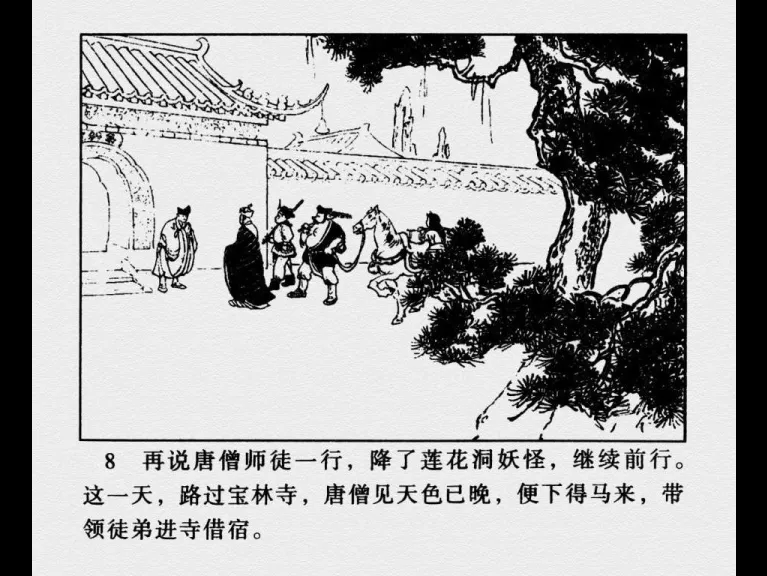 8 再说唐僧师徒一行，降了莲花洞妖怪，继续前行。
这一天，路过宝林寺，唐僧见天色已晚，便下得马来，带
领徒弟进寺借宿。